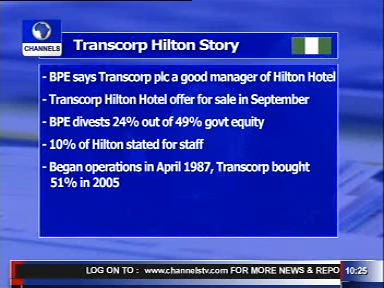 CHANNELS
Transcorp Hilton Story
- BPE says Transcorp plc a good manager of Hilton Hotel
- Transcorp Hilton Hotel offer for sale in September
- BPE divests 24% out of 49% govt equity
- 10% of Hilton stated for staff
- Began operations in April 1987, Transcorp bought
51% in 2005
LOG ON TO : www.channelstv.com FOR MORE NEWS & REPO
10:25